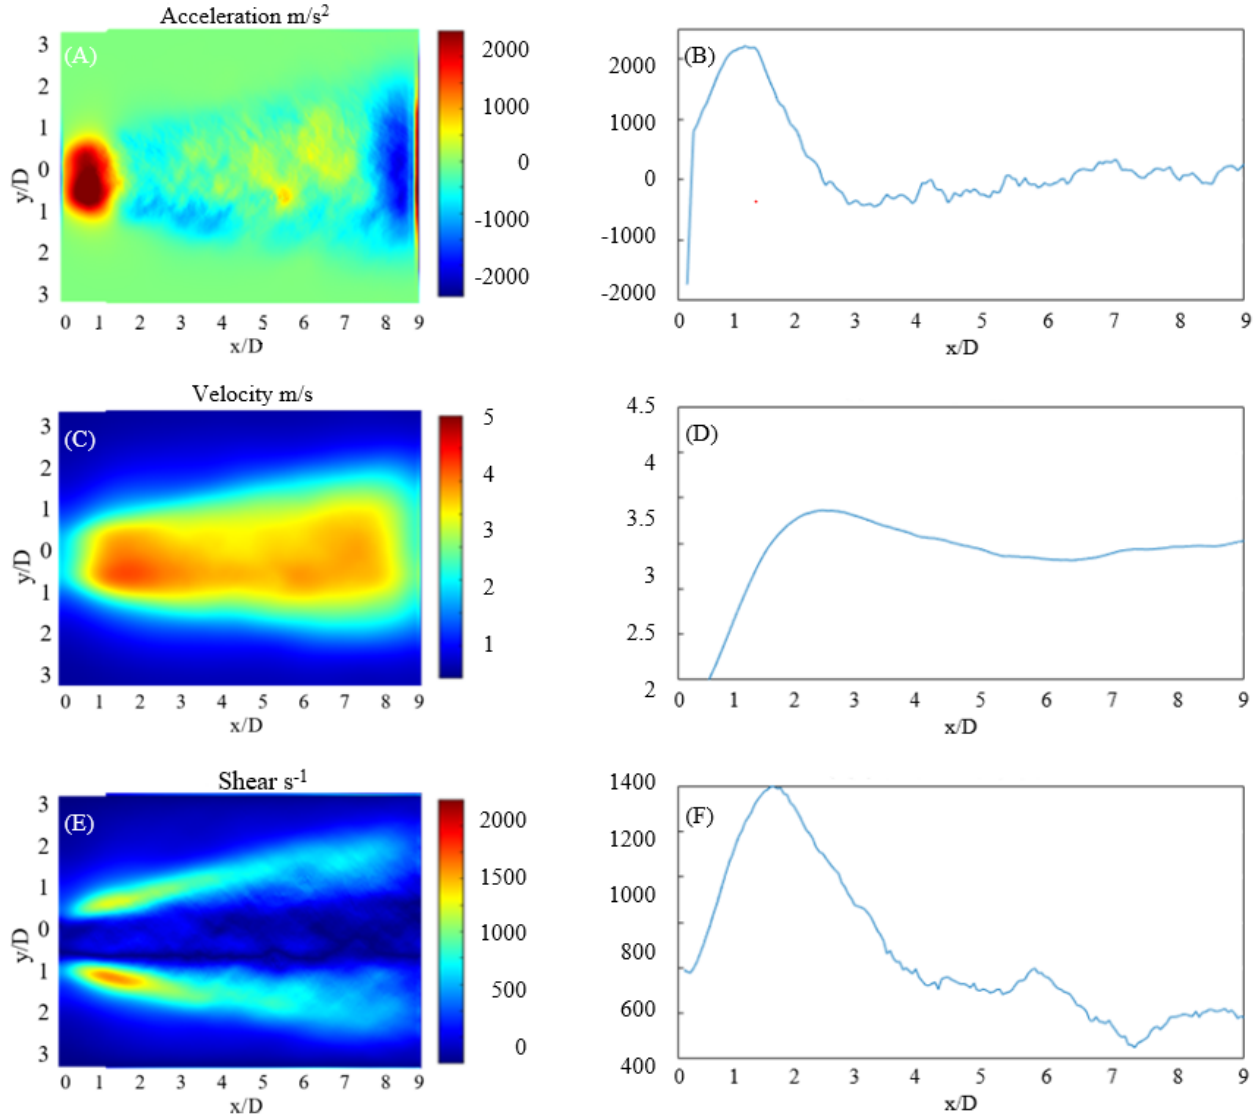 Acceleration m/s2
(A)
3
2
1
0
1
2
3
y/D
0 1 2 3 4 5 6 7 8 9
x/D
2000
1000
0
-1000
-2000
(B)
2000
1000
0
-1000
-2000
0 1 2 3 4 5 6 7 8 9
x/D
Velocity m/s
(C)
3
2
1
0
1
2
3
y/D
0 1 2 3 4 5 6 7 8 9
x/D
5
4
3
2
1
(D)
4.5
4
3.5
3
2.5
2
0 1 2 3 4 5 6 7 8 9
x/D
Shear s-1
(E)
3
2
1
0
1
2
3
y/D
0 1 2 3 4 5 6 7 8 9
x/D
2000
1500
1000
500
0
(F)
1400
1200
1000
800
600
400
0 1 2 3 4 5 6 7 8 9
x/D